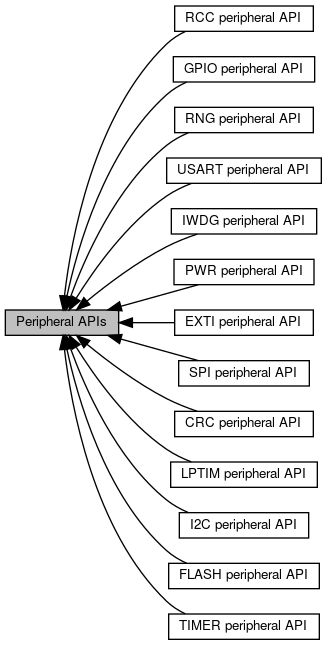 RCC peripheral API
GPIO peripheral API
RNG peripheral API
USART peripheral API
IWDG peripheral API
PWR peripheral API
Peripheral APIs
EXTI peripheral API
SPI peripheral API
CRC peripheral API
LPTIM peripheral API
I2C peripheral API
FLASH peripheral API
TIMER peripheral API